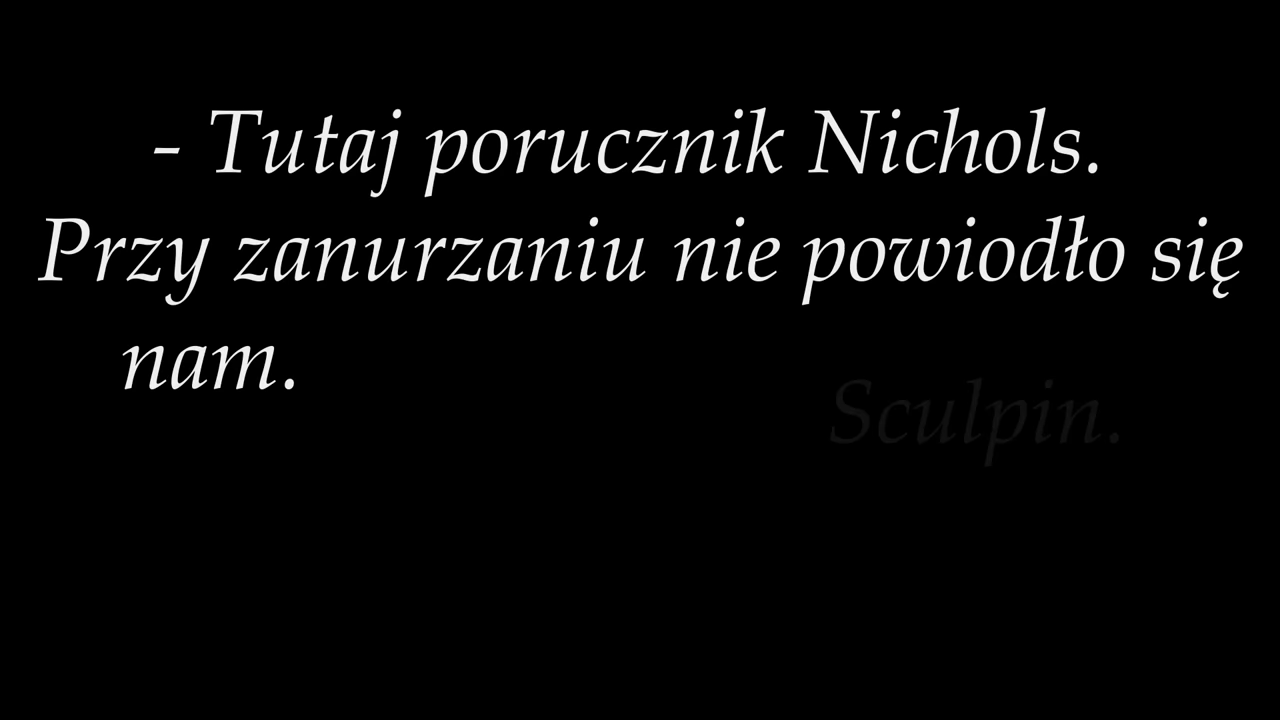 - Tutaj porucznik Nichols.
Przy zanurzaniu nie powiodło się
nam.
Sculpin.